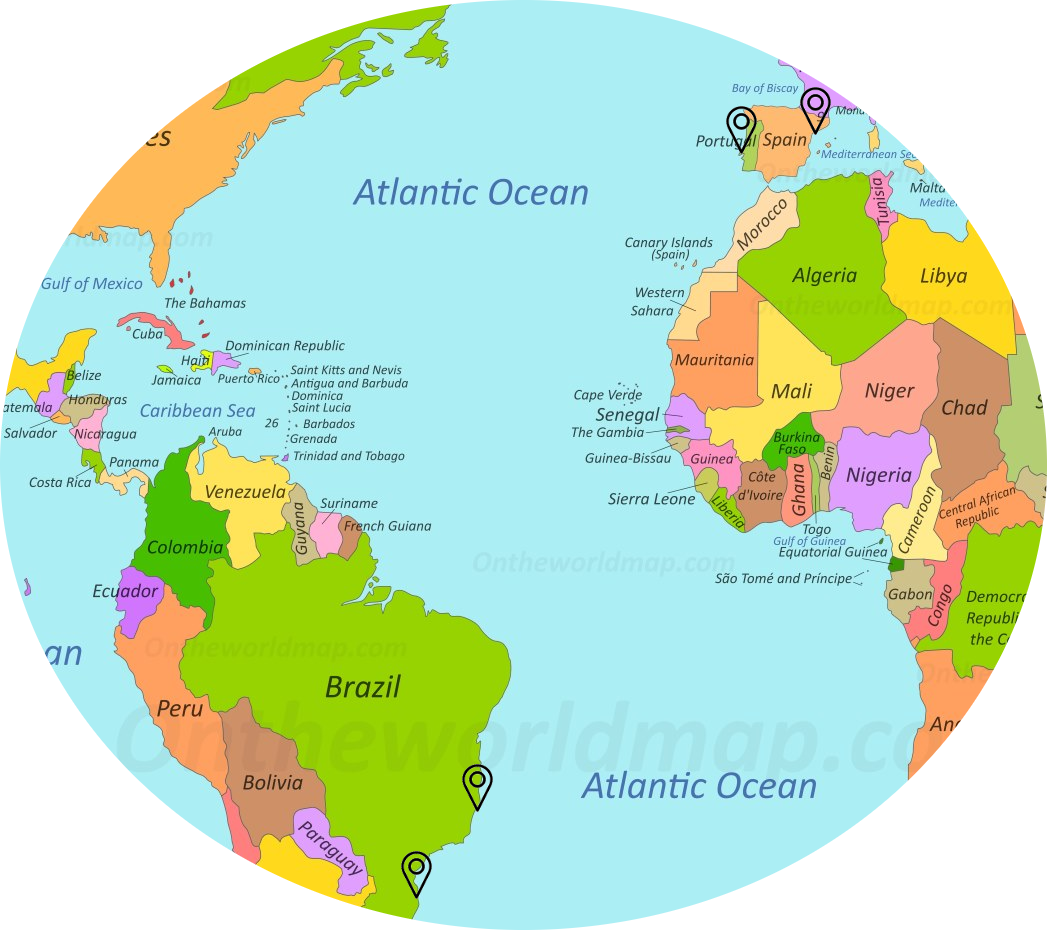 es
Atlantic Ocean
Bay of Biscay
Portugal
Spain
Mona
Mediterranean Sea
Malta
Medite
Tunisia
Morocco
Canary Islands
(Spain)
Algeria
Libya
Gulf of Mexico
The Bahamas
Western
Sahara
Cuba
Dominican Republic
Haiti
Mauritania
Jamaica
Puerto Rico
Saint Kitts and Nevis
Antigua and Barbuda
Dominica
Saint Lucia
Barbados
Grenada
Trinidad and Tobago
26
Belize
Honduras
atemala
Salvador
Nicaragua
Caribbean Sea
Aruba
Panama
Costa Rica
Cape Verde
Senegal
The Gambia
Guinea-Bissau
Guinea
Sierra Leone
Liberia
Mali
Niger
Chad
Burkina
Faso
Côte
d'Ivoire
Ghana
Benin
Togo
Nigeria
Cameroon
Central African
Republic
Gulf of Guinea
Equatorial Guinea
São Tomé and Príncipe
Gabon
Congo
Democr
Republi
the C
Venezuela
Guyana
Suriname
French Guiana
Colombia
Ecuador
Ontheworldmap.com
Ontheworldmap.com
Ontheworldmap.com
an
Peru
Brazil
Ontheworldmap.co
Bolivia
Paraguay
Atlantic Ocean